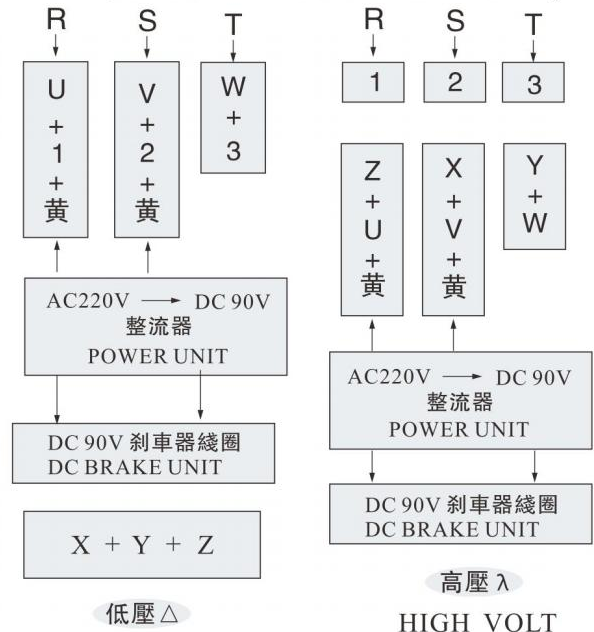 R S T
U + 1 + 黄
V + 2 + 黄
W + 3
AC220V → DC 90V
整流器
POWER UNIT
DC 90V 刹車器綫圈
DC BRAKE UNIT
X + Y + Z
低壓 △
R S T
1 2 3
Z + U + 黄
X + V + 黄
Y + W
AC220V → DC 90V
整流器
POWER UNIT
DC 90V 刹車器綫圈
DC BRAKE UNIT
高壓 λ
HIGH VOLT